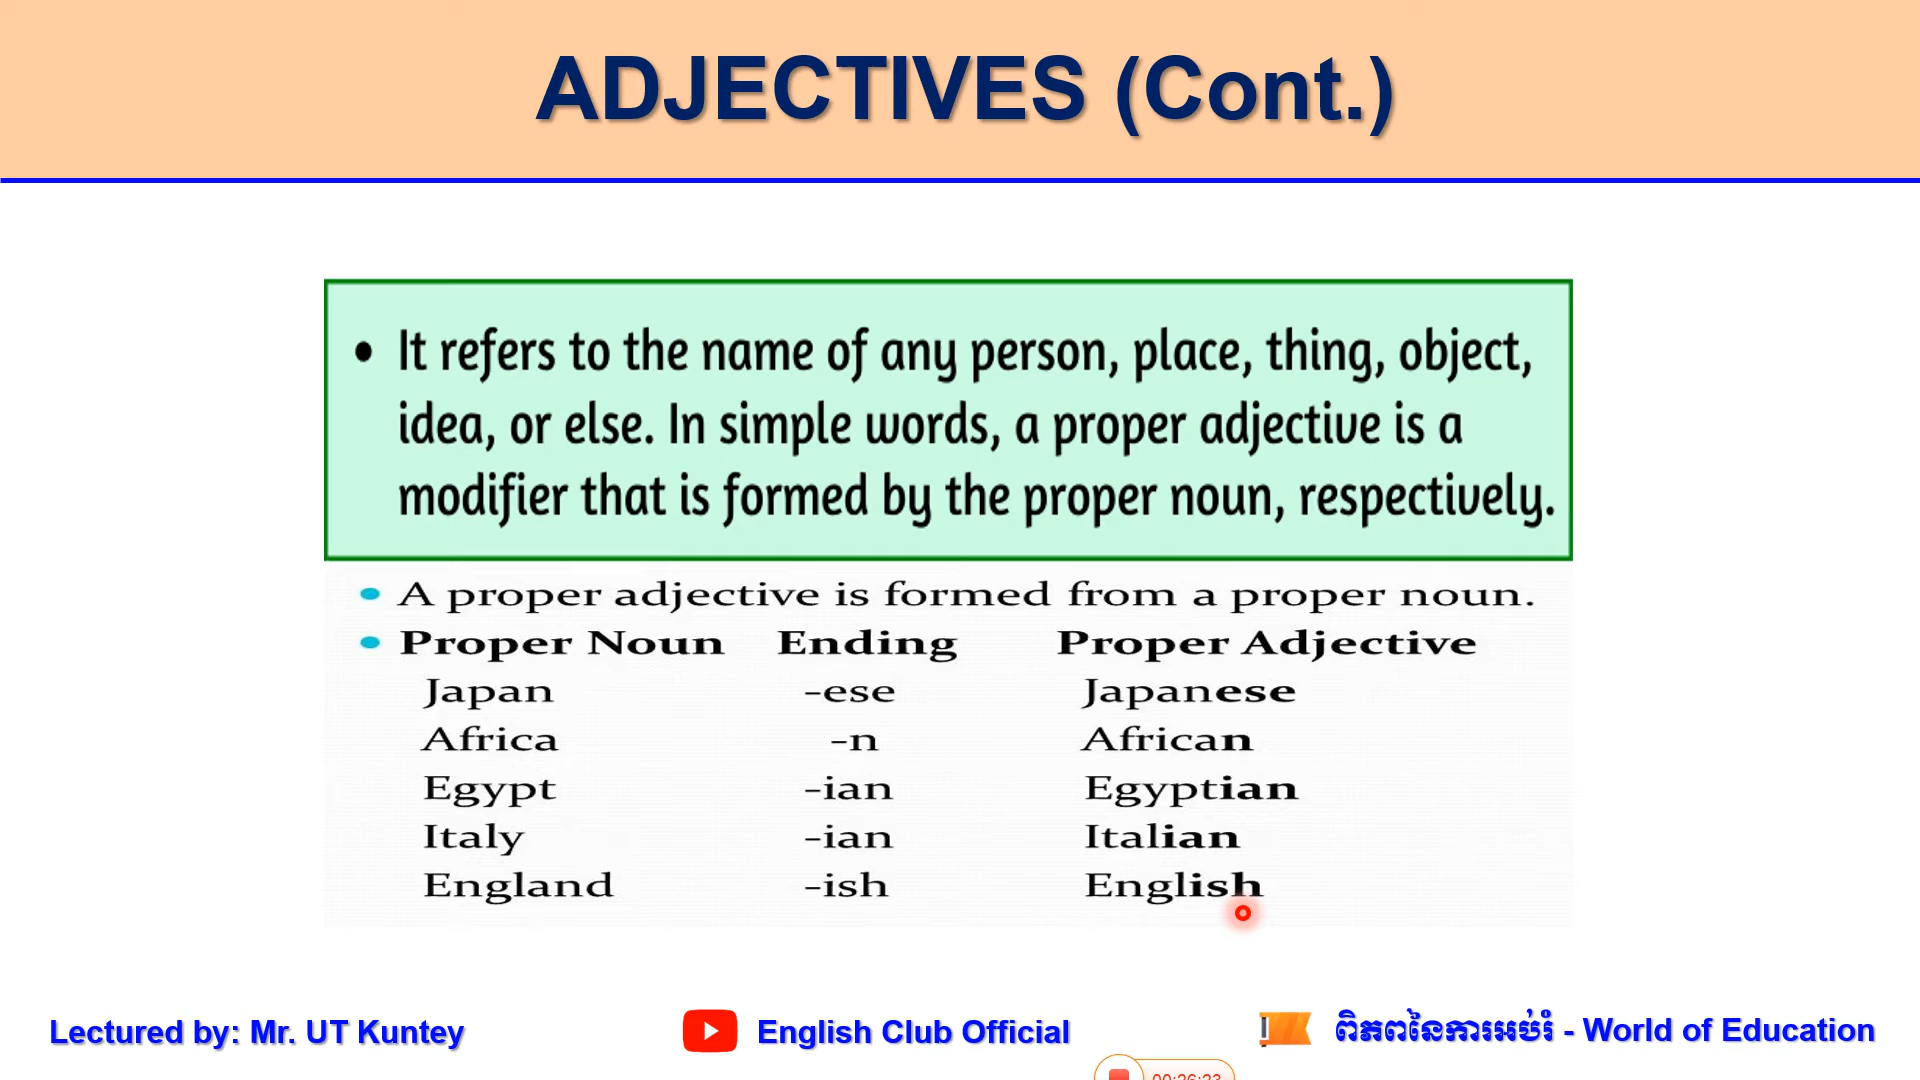 ADJECTIVES (Cont.)
• It refers to the name of any person, place, thing, object,
idea, or else. In simple words, a proper adjective is a
modifier that is formed by the proper noun, respectively.
• A proper adjective is formed from a proper noun.
• Proper Noun Ending Proper Adjective
Japan -ese Japanese
Africa -n African
Egypt -ian Egyptian
Italy -ian Italian
England -ish English
Lectured by: Mr. UT Kuntey English Club Official ពិភពនៃការអប់រំ - World of Education
00:26:23